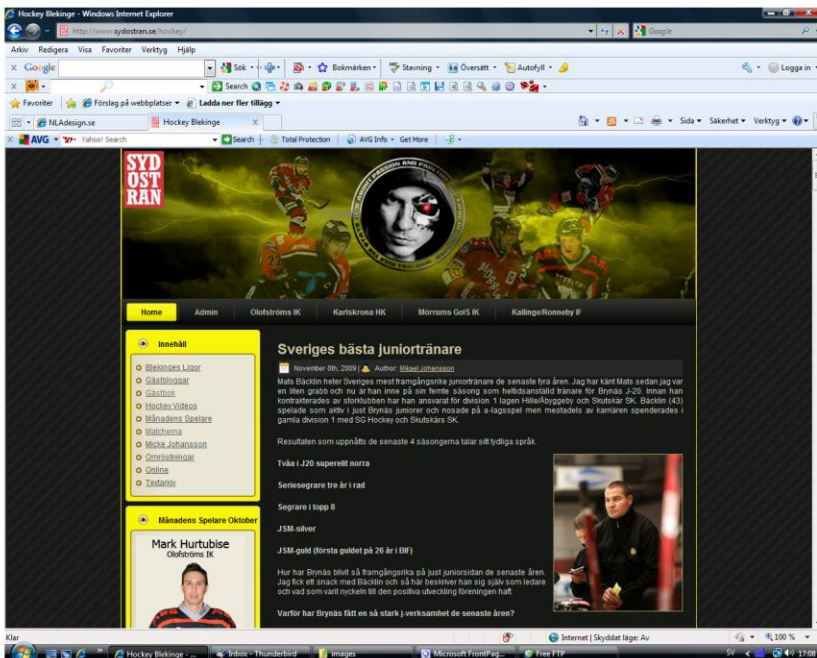 Hockey Blekinge - Windows Internet Explorer
http://www.sydostran.se/hockey/
Google
Arkiv Redigera Visa Favoriter Verktyg Hjälp
x Google Sök Bokmärken Stavning Översätt Autofyll Logga in
x Search
Favoriter Förslag på webbplatser Ladda ner fler tillägg
NLAdesign.se Hockey Blekinge x Sida Säkerhet Verktyg
x AVG Yahoo! Search Search Total Protection AVG Info Get More
SYD
OST
RAN
Home Admin Olofströms IK Karlskrona HK Mörrums GoIS IK Kallinge/Ronneby IF
Innehåll
Blekinges Ligor
Gästbloggar
Gästbok
Hockey Videos
Månadens Spelare
Matcherna
Micke Johansson
Omröstningar
Online
Textarkiv
Månadens Spelare Oktober
Mark Hurtubise
Olofströms IK
Sveriges bästa juniortränare
November 8th, 2009 | Author: Mikael Johansson
Mats Bäcklin heter Sveriges mest framgångsrike juniortränare de senaste fyra åren. Jag har känt Mats sedan jag var
en liten grabb och nu är han inne på sin femte säsong som heltidsanställd tränare för Brynäs J-20. Innan han
kontrakterades av storklubben har han ansvarat för division 1 lagen Hille/Åbyggeby och Skutskär SK. Bäcklin (43)
spelade som aktiv i just Brynäs juniorer och nosade på a-lagsspel men mestadels av karriären spenderades i
gamla division 1 med SG Hockey och Skutskärs SK.
Resultaten som uppnåtts de senaste 4 säsongerna talar sitt tydliga språk.
Tvåa i J20 superelit norra
Seriesegrare tre år i rad
Segrare i topp 8
JSM-silver
JSM-guld (första guldet på 26 år i BIF)
Hur har Brynäs blivit så framgångsrika på just juniorsidan de senaste åren.
Jag fick ett snack med Bäcklin och så här beskriver han sig själv som ledare
och vad som varit nyckeln till den positiva utveckling föreningen haft.
Varför har Brynäs fått en så stark j-verksamhet de senaste åren?
Klar Internet | Skyddat läge: Av 100 %
Hockey Blekinge - ... Inbox - Thunderbird images Microsoft FrontPag... Free FTP SV 17:08